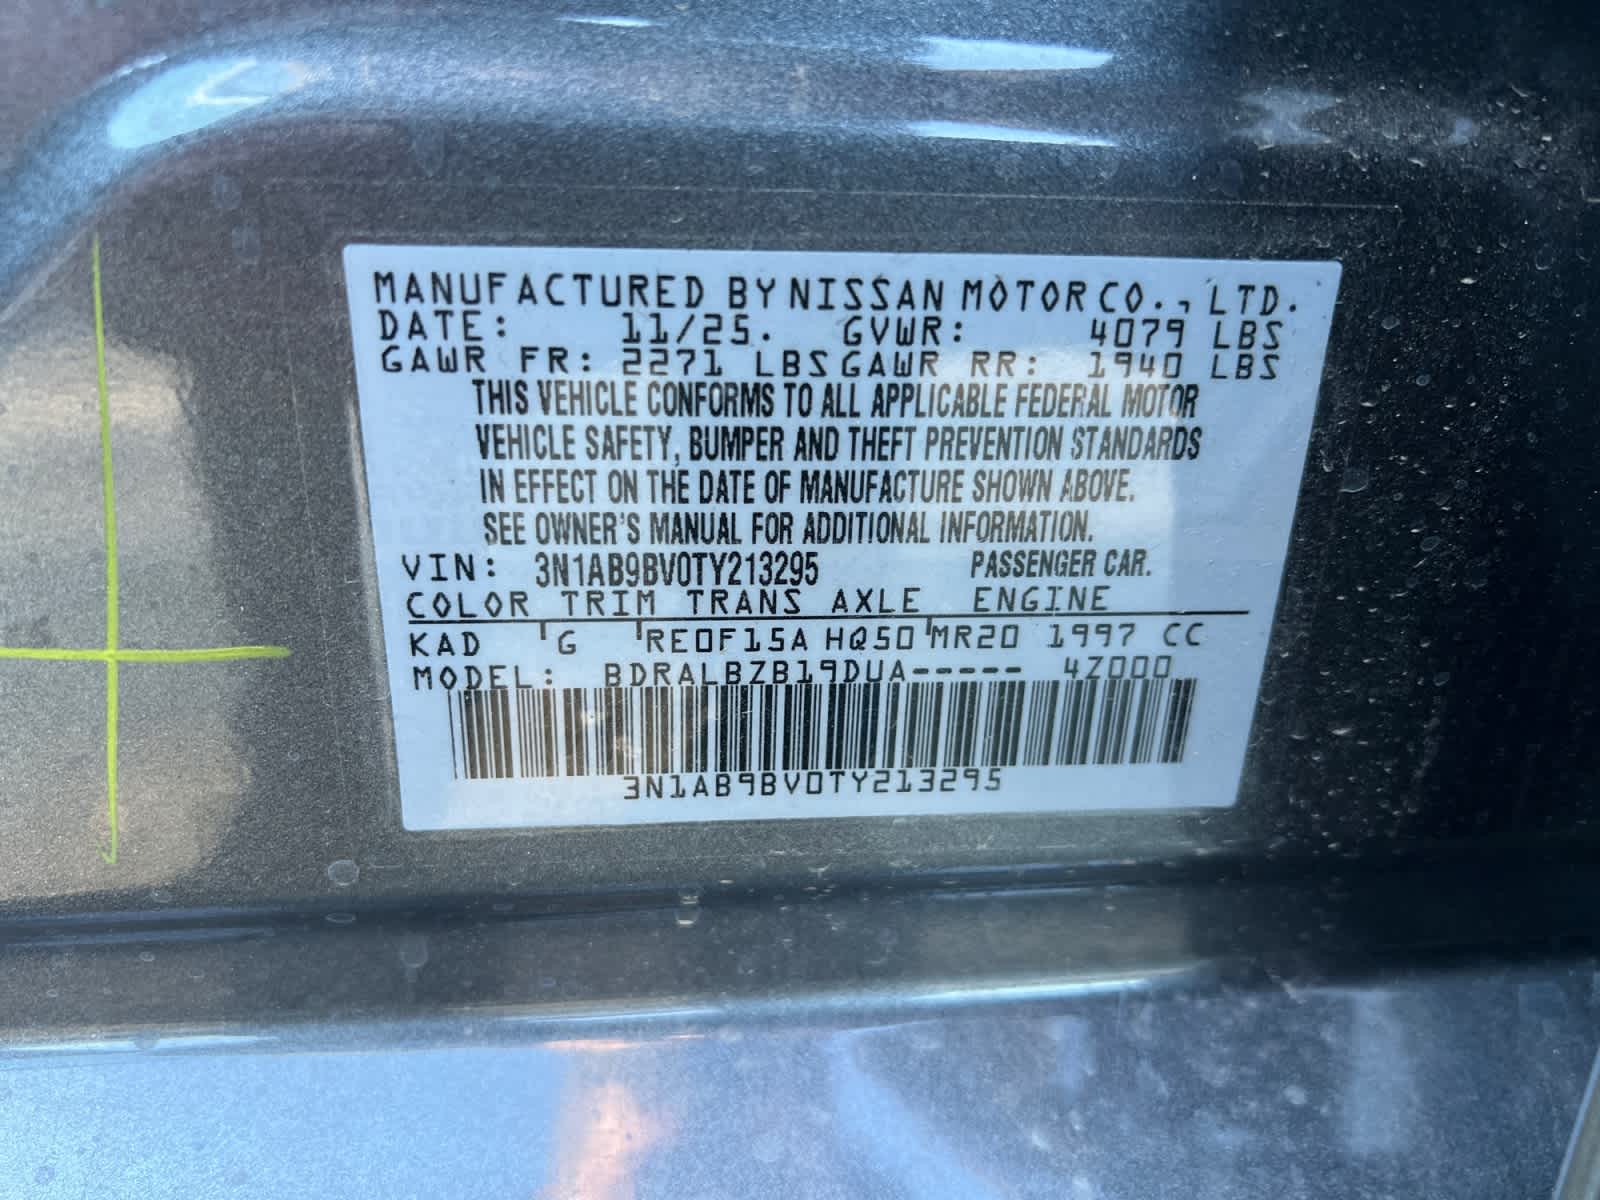 MANUFACTURED BY NISSAN MOTOR CO., LTD.
DATE: 11/25. GVWR: 4079 LBS
GAWR FR: 2271 LBS GAWR RR: 1940 LBS
THIS VEHICLE CONFORMS TO ALL APPLICABLE FEDERAL MOTOR
VEHICLE SAFETY, BUMPER AND THEFT PREVENTION STANDARDS
IN EFFECT ON THE DATE OF MANUFACTURE SHOWN ABOVE.
SEE OWNER'S MANUAL FOR ADDITIONAL INFORMATION.
VIN: 3N1AB9BV0TY213295 PASSENGER CAR.
COLOR TRIM TRANS AXLE ENGINE
KAD G RE0F15A HQ50 MR20 1997 CC
MODEL: BDRALBZB19DUA----- 4Z000
3N1AB9BV0TY213295